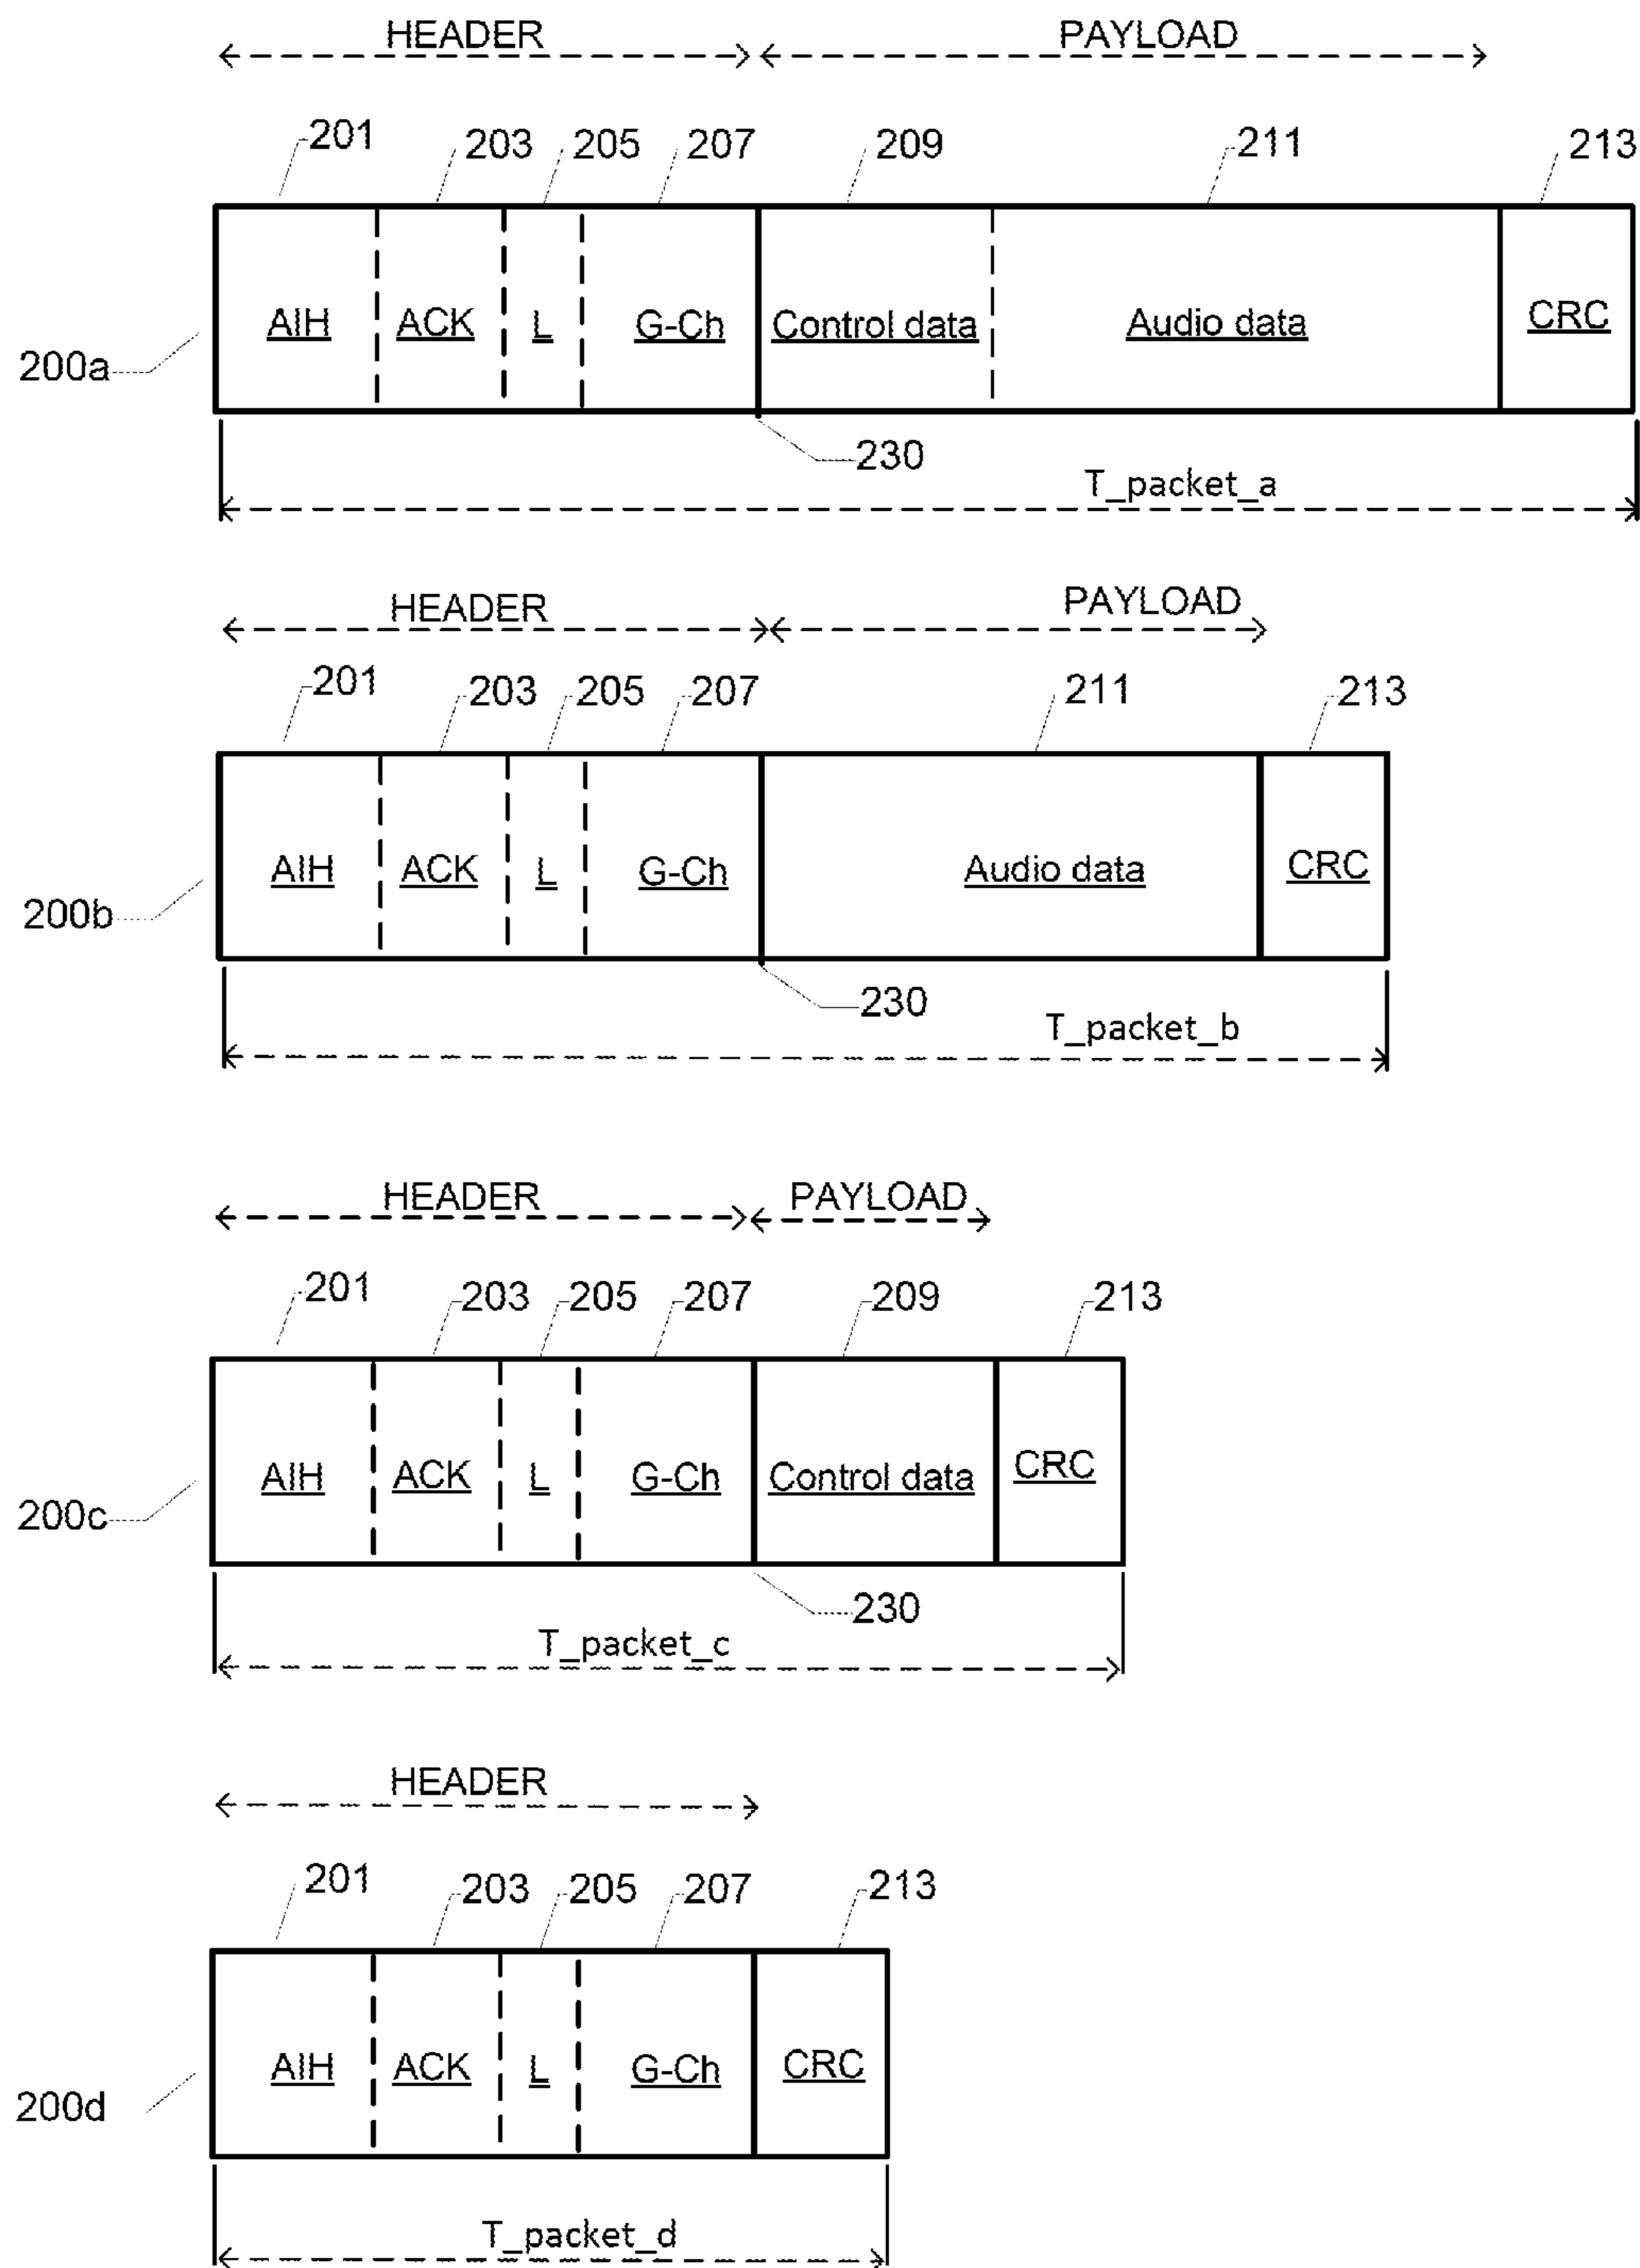 HEADER PAYLOAD
201 203 205 207 209 211 213
AIH ACK L G-Ch Control data Audio data CRC
200a
230
T_packet_a
HEADER PAYLOAD
201 203 205 207 211 213
AIH ACK L G-Ch Audio data CRC
200b
230
T_packet_b
HEADER PAYLOAD
201 203 205 207 209 213
AIH ACK L G-Ch Control data CRC
200c
230
T_packet_c
HEADER
201 203 205 207 213
AIH ACK L G-Ch CRC
200d
T_packet_d